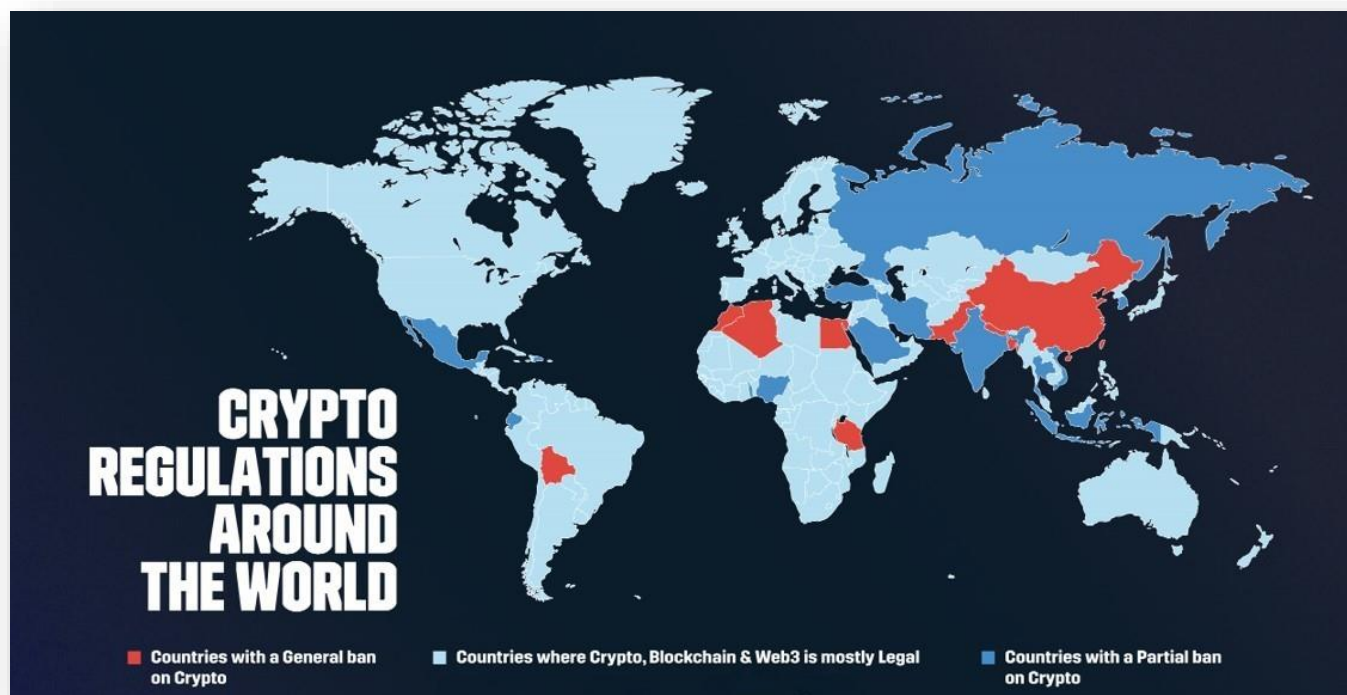 CRYPTO
REGULATIONS
AROUND
THE WORLD
Countries with a General ban
on Crypto
Countries where Crypto, Blockchain & Web3 is mostly Legal
Countries with a Partial ban
on Crypto